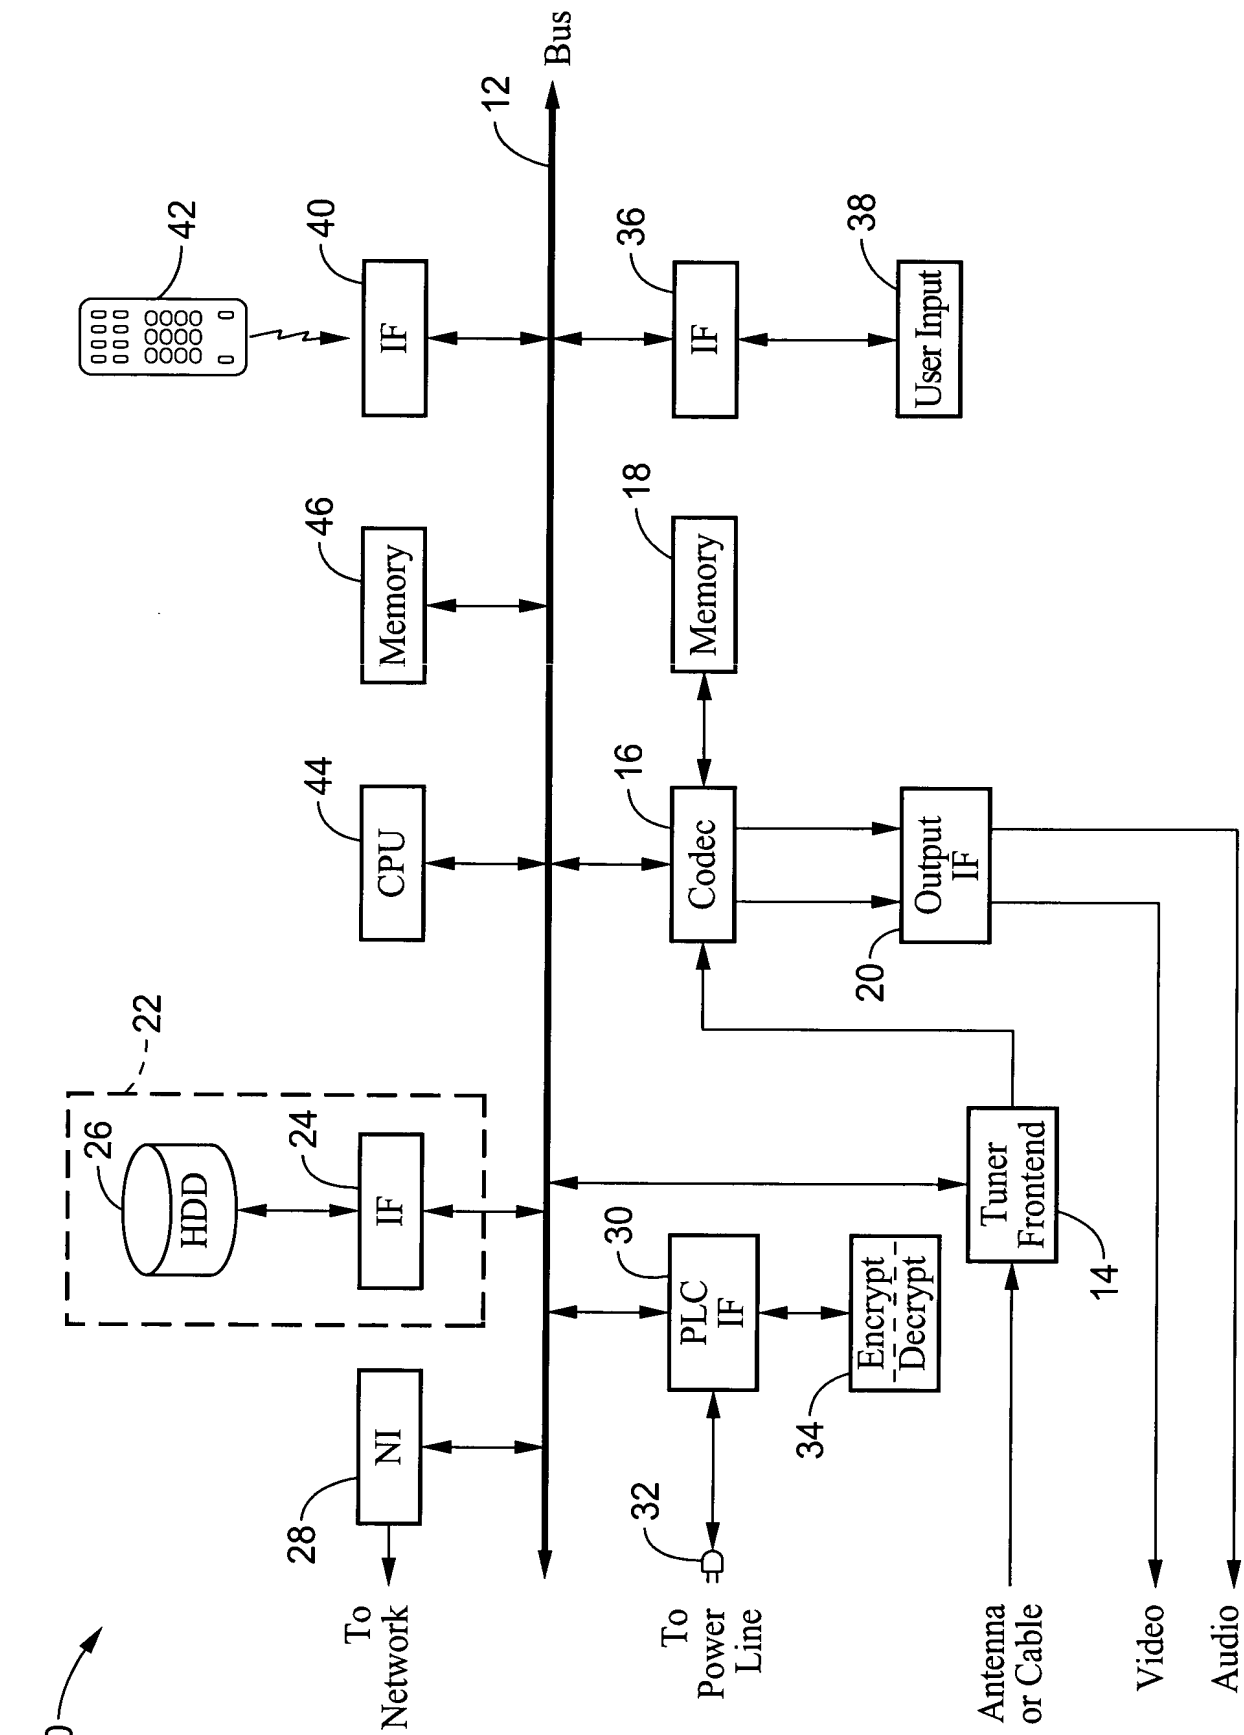 0
To
Network
28
NI
22
26
HDD
24
IF
44
CPU
46
Memory
42
40
IF
12
Bus
To
Power
Line
32
30
PLC
IF
34
Encrypt
Decrypt
16
Codec
18
Memory
36
IF
38
User Input
20
Output
IF
Antenna
or Cable
14
Tuner
Frontend
Video
Audio